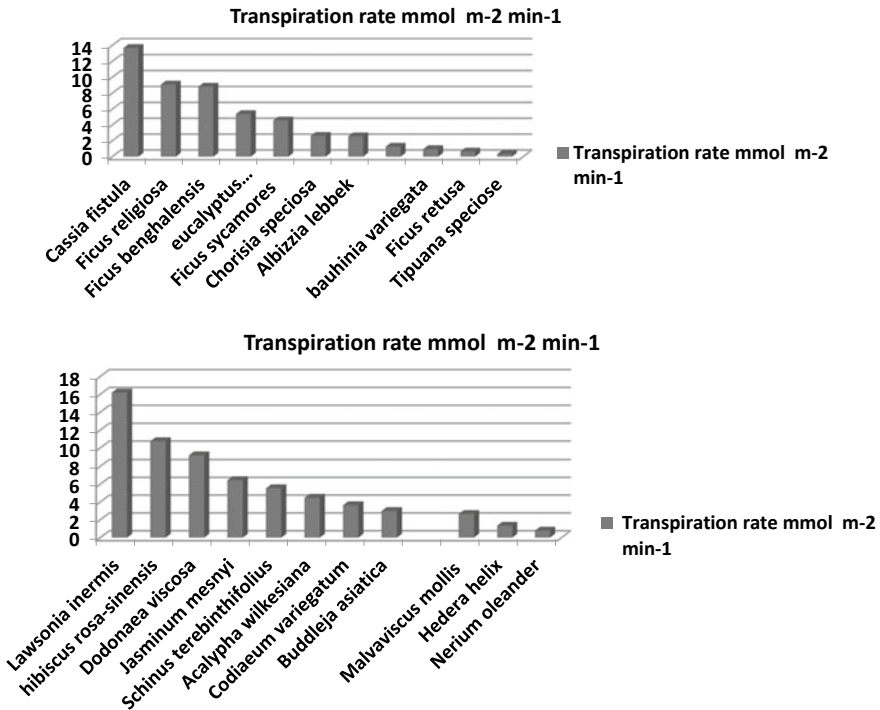 Transpiration rate mmol m-2 min-1
14
12
10
8
6
4
2
0
Cassia fistula
Ficus religiosa
Ficus benghalensis
eucalyptus...
Ficus sycamores
Chorisia speciosa
Albizzia lebbek
bauhinia variegata
Ficus retusa
Tipuana speciose
Transpiration rate mmol m-2
min-1
Transpiration rate mmol m-2 min-1
18
16
14
12
10
8
6
4
2
0
Lawsonia inermis
hibiscus rosa-sinensis
Dodonaea viscosa
Jasminum mesnyi
Schinus terebinthifolius
Acalypha wilkesiana
Codiaeum variegatum
Buddleja asiatica
Malvaviscus mollis
Hedera helix
Nerium oleander
Transpiration rate mmol m-2
min-1